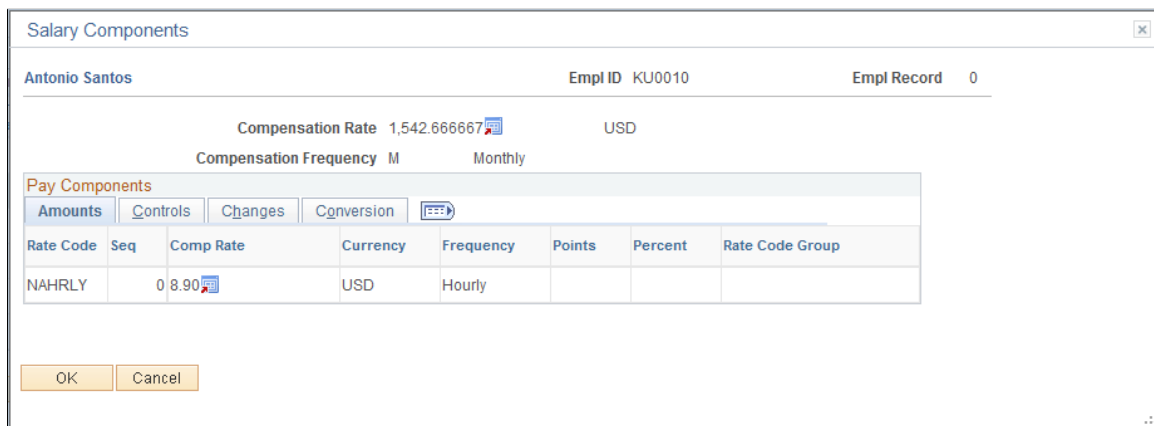 Salary Components
Antonio Santos Empl ID KU0010 Empl Record 0
Compensation Rate 1,542.666667 USD
Compensation Frequency M Monthly
Pay Components
Amounts Controls Changes Conversion
Rate Code Seq Comp Rate Currency Frequency Points Percent Rate Code Group
NAHRLY 0 8.90 USD Hourly
OK Cancel